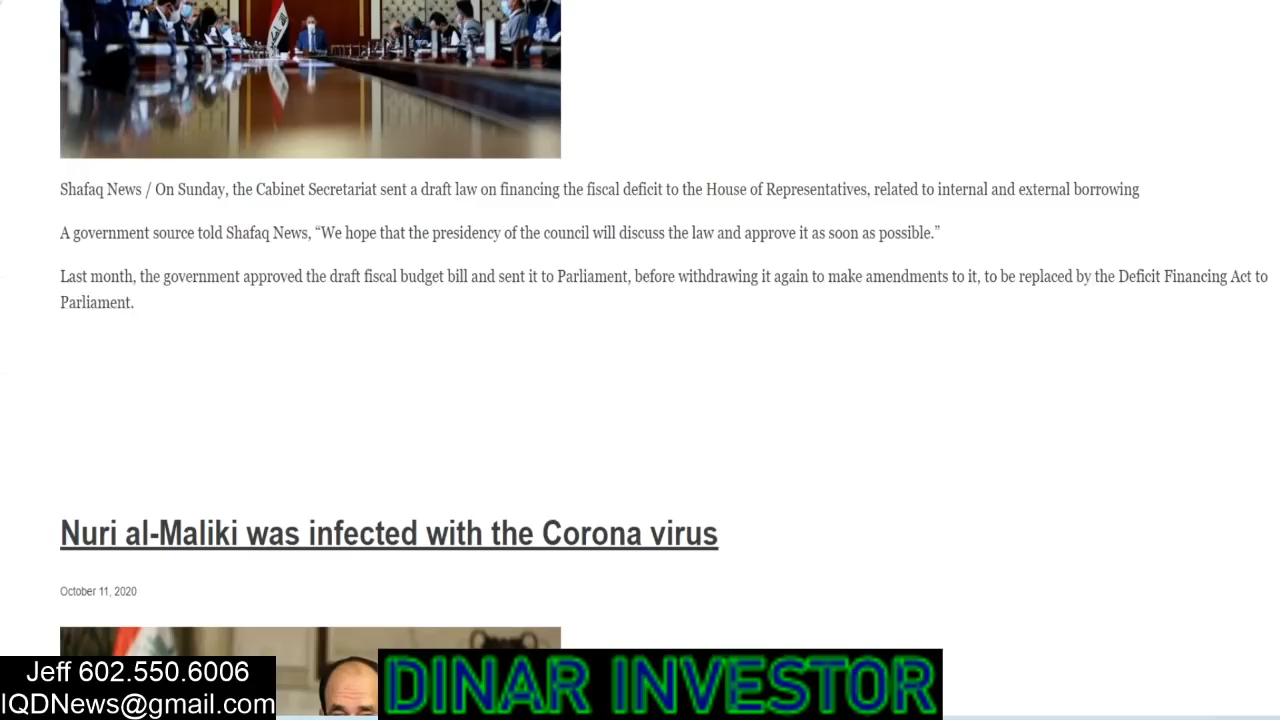 Shafaq News / On Sunday, the Cabinet Secretariat sent a draft law on financing the fiscal deficit to the House of Representatives, related to internal and external borrowing
A government source told Shafaq News, “We hope that the presidency of the council will discuss the law and approve it as soon as possible.”
Last month, the government approved the draft fiscal budget bill and sent it to Parliament, before withdrawing it again to make amendments to it, to be replaced by the Deficit Financing Act to
Parliament.
Nuri al-Maliki was infected with the Corona virus
October 11, 2020
Jeff 602.550.6006
IQDNews@gmail.com
DINAR INVESTOR